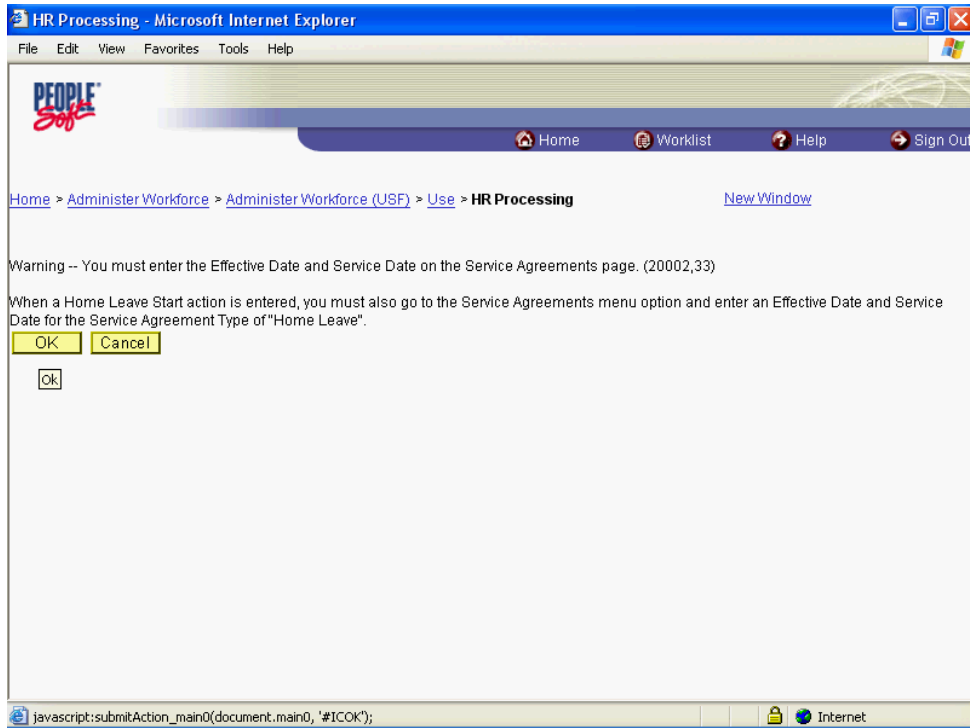 HR Processing - Microsoft Internet Explorer
File Edit View Favorites Tools Help
PEOPLE
Soft
Home Worklist Help Sign Out
Home > Administer Workforce > Administer Workforce (USF) > Use > HR Processing New Window
Warning -- You must enter the Effective Date and Service Date on the Service Agreements page. (20002,33)
When a Home Leave Start action is entered, you must also go to the Service Agreements menu option and enter an Effective Date and Service
Date for the Service Agreement Type of "Home Leave".
OK Cancel
Ok
javascript:submitAction_main0(document.main0, '#ICOK'); Internet